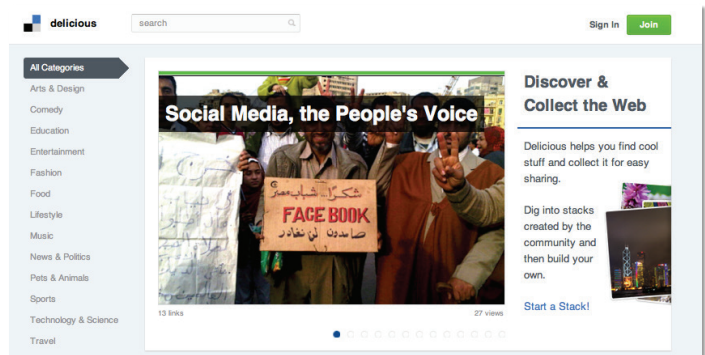 delicious
search
Sign In
Join
All Categories
Arts & Design
Comedy
Education
Entertainment
Fashion
Food
Lifestyle
Music
News & Politics
Pets & Animals
Sports
Technology & Science
Travel
Social Media, the People's Voice
شكراً.. شباب مصر
FACE BOOK
صامدون لن نغادر
13 links
27 views
Discover &
Collect the Web
Delicious helps you find cool
stuff and collect it for easy
sharing.
Dig into stacks
created by the
community and
then build your
own.
Start a Stack!